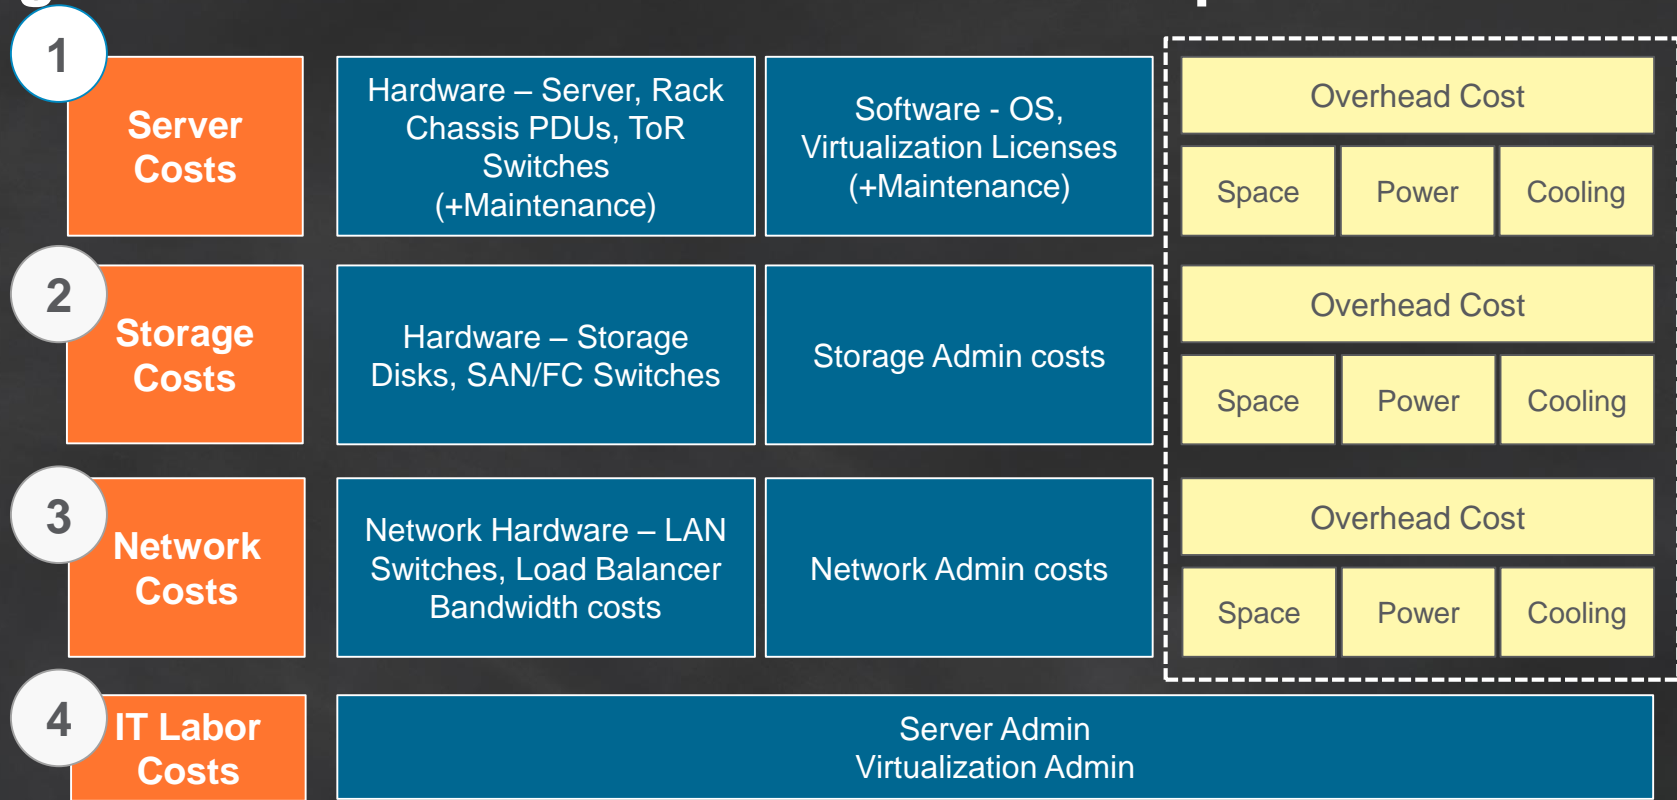 1
Server
Costs
Hardware – Server, Rack
Chassis PDUs, ToR
Switches
(+Maintenance)
Software - OS,
Virtualization Licenses
(+Maintenance)
Overhead Cost
Space
Power
Cooling
2
Storage
Costs
Hardware – Storage
Disks, SAN/FC Switches
Storage Admin costs
Overhead Cost
Space
Power
Cooling
3
Network
Costs
Network Hardware – LAN
Switches, Load Balancer
Bandwidth costs
Network Admin costs
Overhead Cost
Space
Power
Cooling
4
IT Labor
Costs
Server Admin
Virtualization Admin